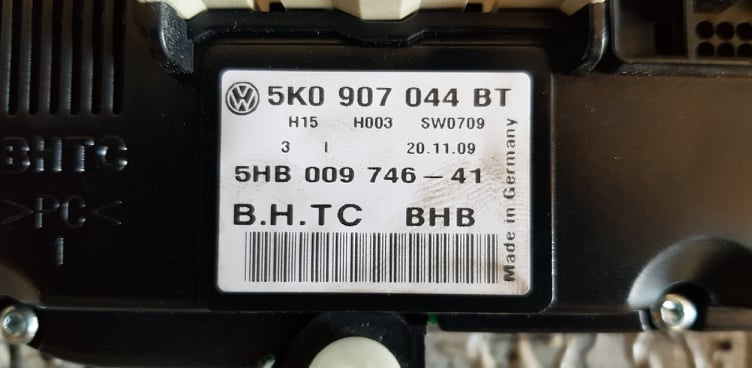 5K0 907 044 BT
H15 H003 SW0709
3 I 20.11.09
5HB 009 746-41
B.H.TC BHB
Made in Germany
BHTC
>PC<
1